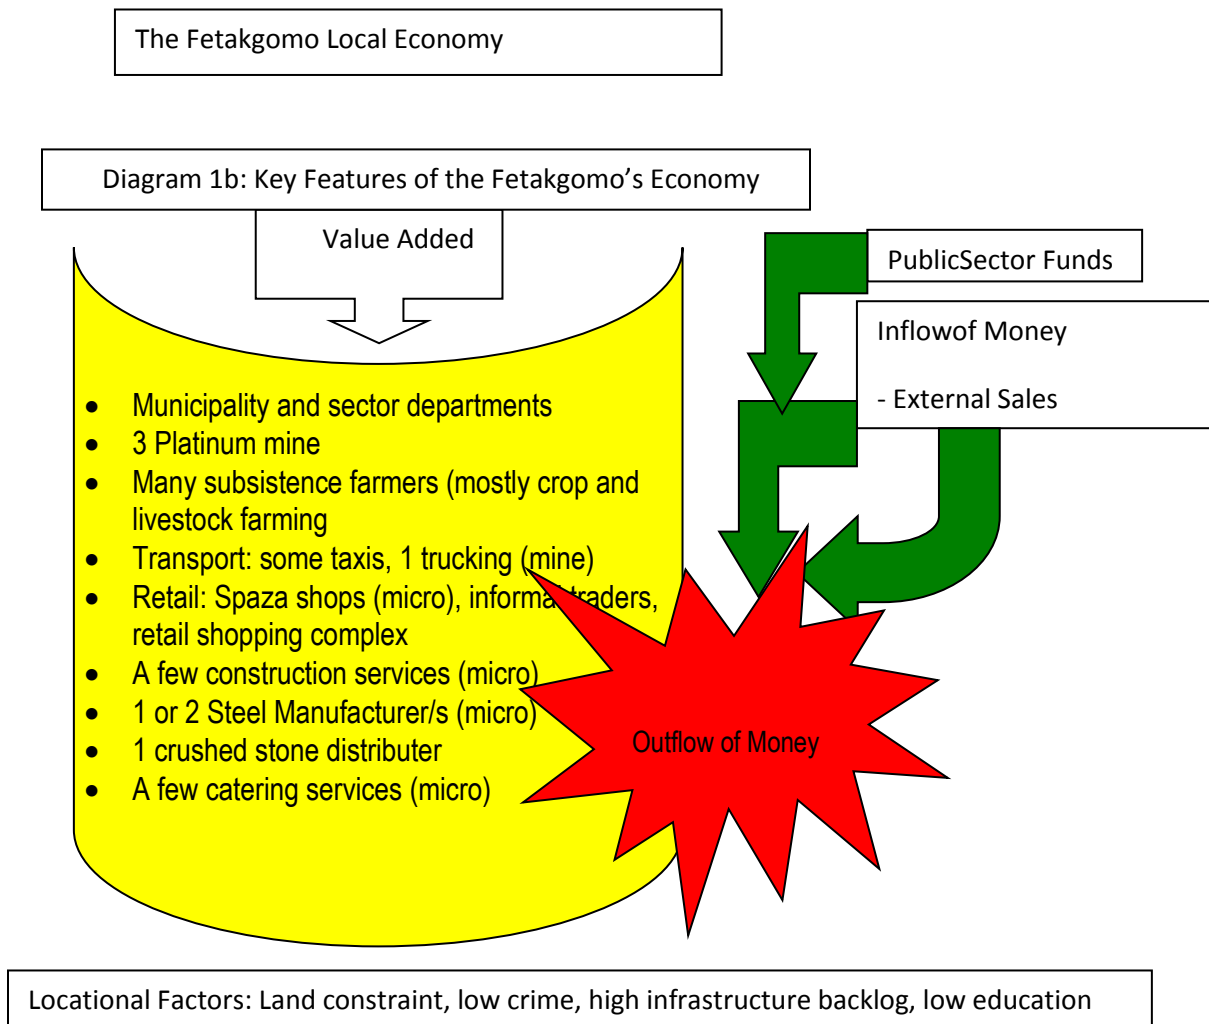 The Fetakgomo Local Economy
Diagram 1b: Key Features of the Fetakgomo's Economy
Value Added
PublicSector Funds
Inflowof Money
- External Sales
• Municipality and sector departments
• 3 Platinum mine
• Many subsistence farmers (mostly crop and
livestock farming
• Transport: some taxis, 1 trucking (mine)
• Retail: Spaza shops (micro), informal traders,
retail shopping complex
• A few construction services (micro)
• 1 or 2 Steel Manufacturer/s (micro)
• 1 crushed stone distributer
• A few catering services (micro)
Outflow of Money
Locational Factors: Land constraint, low crime, high infrastructure backlog, low education